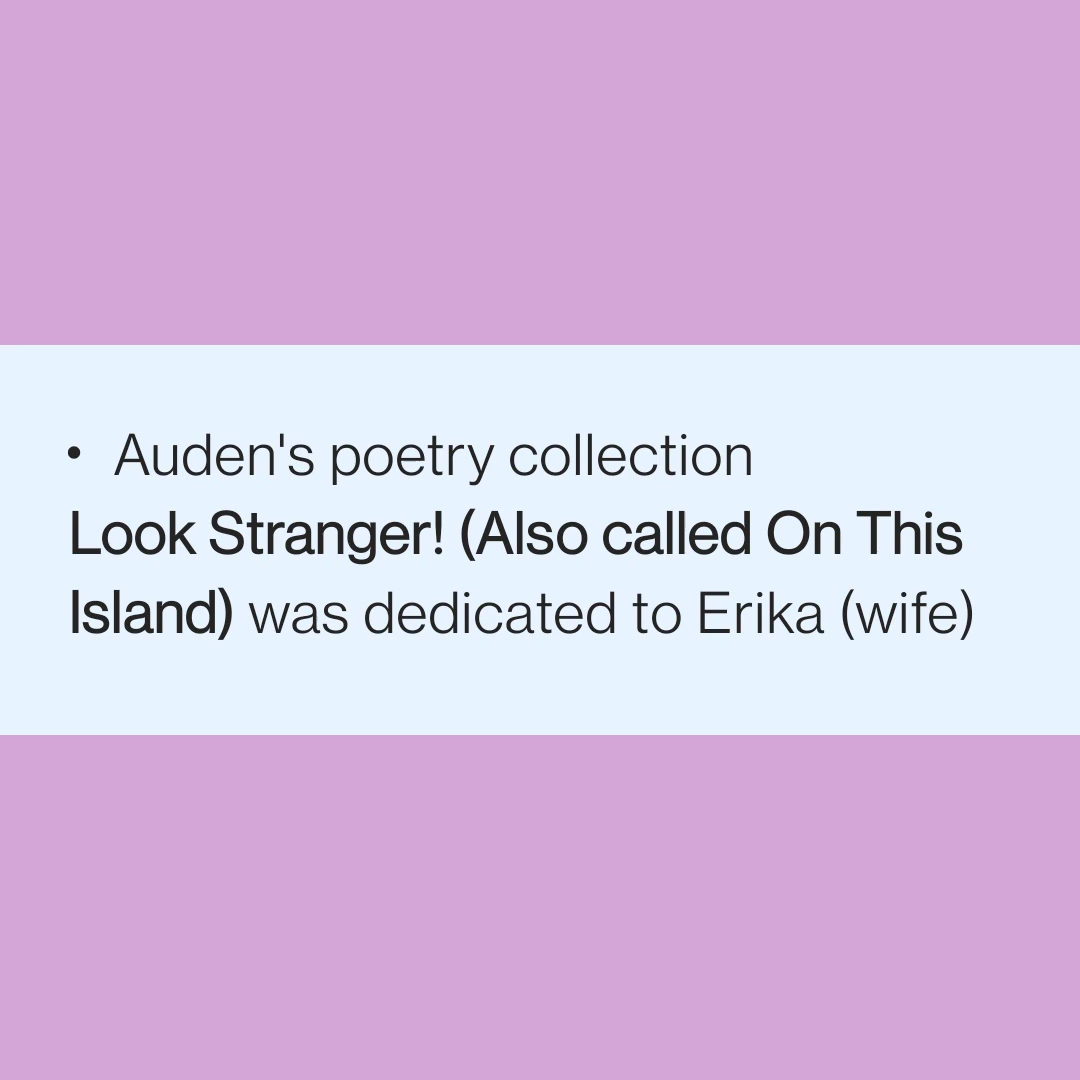 • Auden's poetry collection
Look Stranger! (Also called On This
Island) was dedicated to Erika (wife)